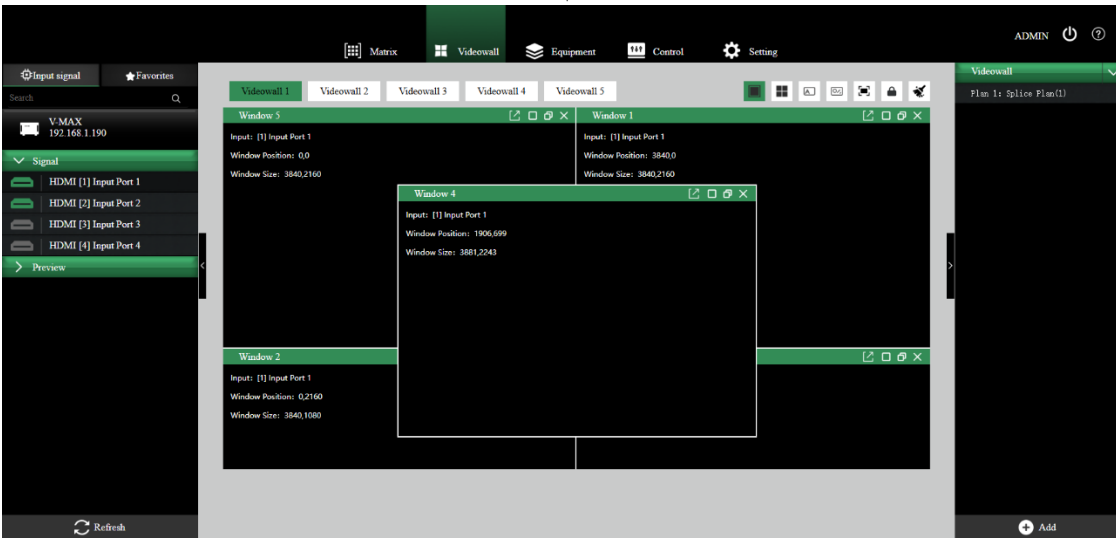 ADMIN
Matrix
Videowall
Equipment
Control
Setting
Input signal
Favorites
Search
V-MAX
192.168.1.190
Signal
HDMI [1] Input Port 1
HDMI [2] Input Port 2
HDMI [3] Input Port 3
HDMI [4] Input Port 4
Preview
Refresh
Videowall 1
Videowall 2
Videowall 3
Videowall 4
Videowall 5
Window 5
Input: [1] Input Port 1
Window Position: 0,0
Window Size: 3840,2160
Window 1
Input: [1] Input Port 1
Window Position: 3840,0
Window Size: 3840,2160
Window 4
Input: [1] Input Port 1
Window Position: 1906,699
Window Size: 3881,2243
Window 2
Input: [1] Input Port 1
Window Position: 0,2160
Window Size: 3840,1080
Videowall
Plan 1: Splice Plan(1)
Add